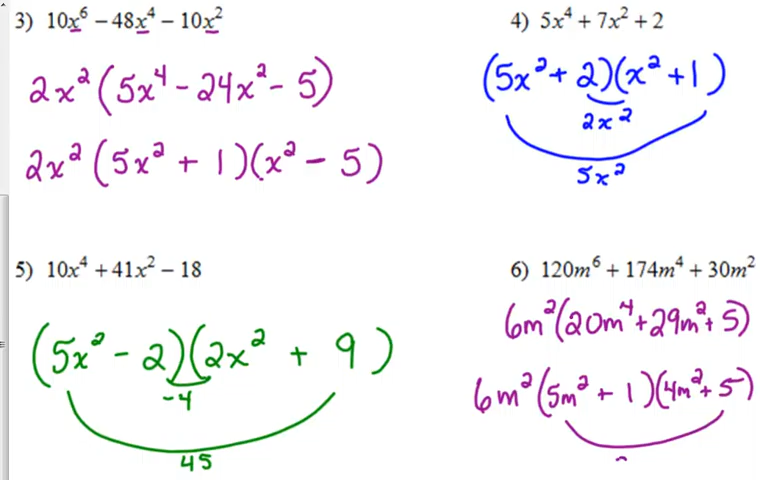 3) 10x⁶ − 48x⁴ − 10x²
2x²(5x⁴ − 24x² − 5)
2x²(5x² + 1)(x² − 5)
4) 5x⁴ + 7x² + 2
(5x² + 2)(x² + 1)
2x²
5x²
5) 10x⁴ + 41x² − 18
(5x² − 2)(2x² + 9)
−4
45
6) 120m⁶ + 174m⁴ + 30m²
6m²(20m⁴ + 29m² + 5)
6m²(5m² + 1)(4m² + 5)